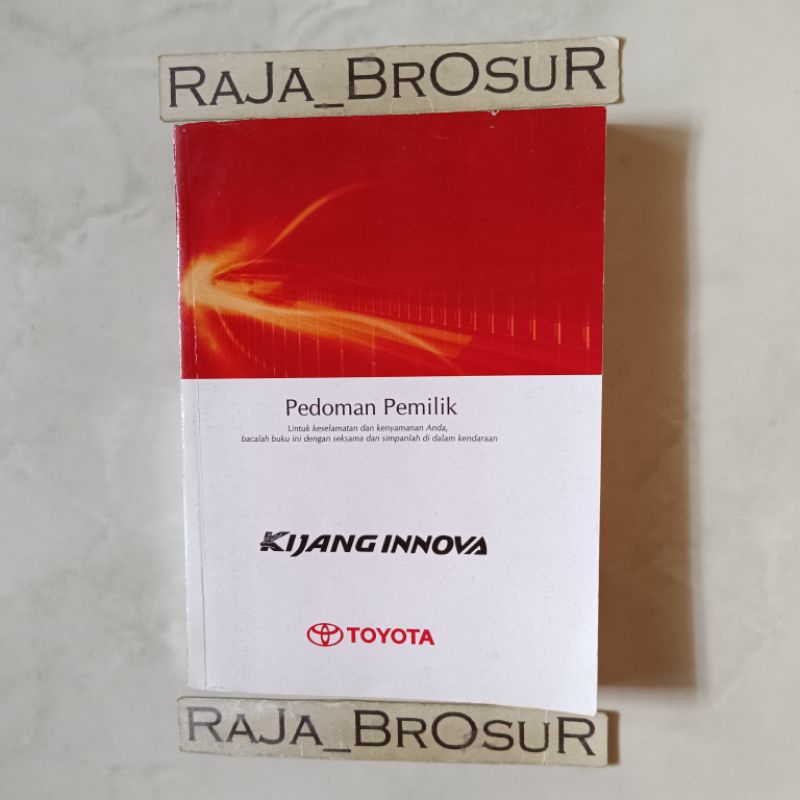 RAJA_BROSUR
Pedoman Pemilik
Untuk keselamatan dan kenyamanan Anda,
bacalah buku ini dengan seksama dan simpanlah di dalam kendaraan
KIJANG INNOVA
TOYOTA
RAJA_BROSUR